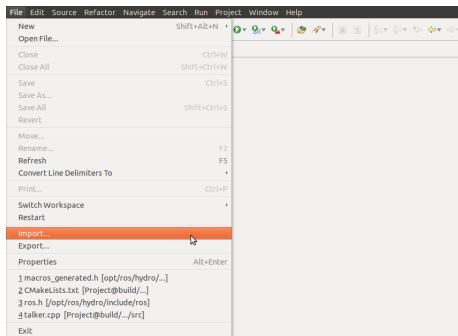 File Edit Source Refactor Navigate Search Run Project Window Help
New Shift+Alt+N
Open File...
Close Ctrl+W
Close All Shift+Ctrl+W
Save Ctrl+S
Save As...
Save All Shift+Ctrl+S
Revert
Move...
Rename... F2
Refresh F5
Convert Line Delimiters To
Print... Ctrl+P
Switch Workspace
Restart
Import...
Export...
Properties Alt+Enter
1 macros_generated.h [opt/ros/hydro/...]
2 CMakeLists.txt [Project@build/...]
3 ros.h [/opt/ros/hydro/include/ros]
4 talker.cpp [Project@build/.../src]
Exit